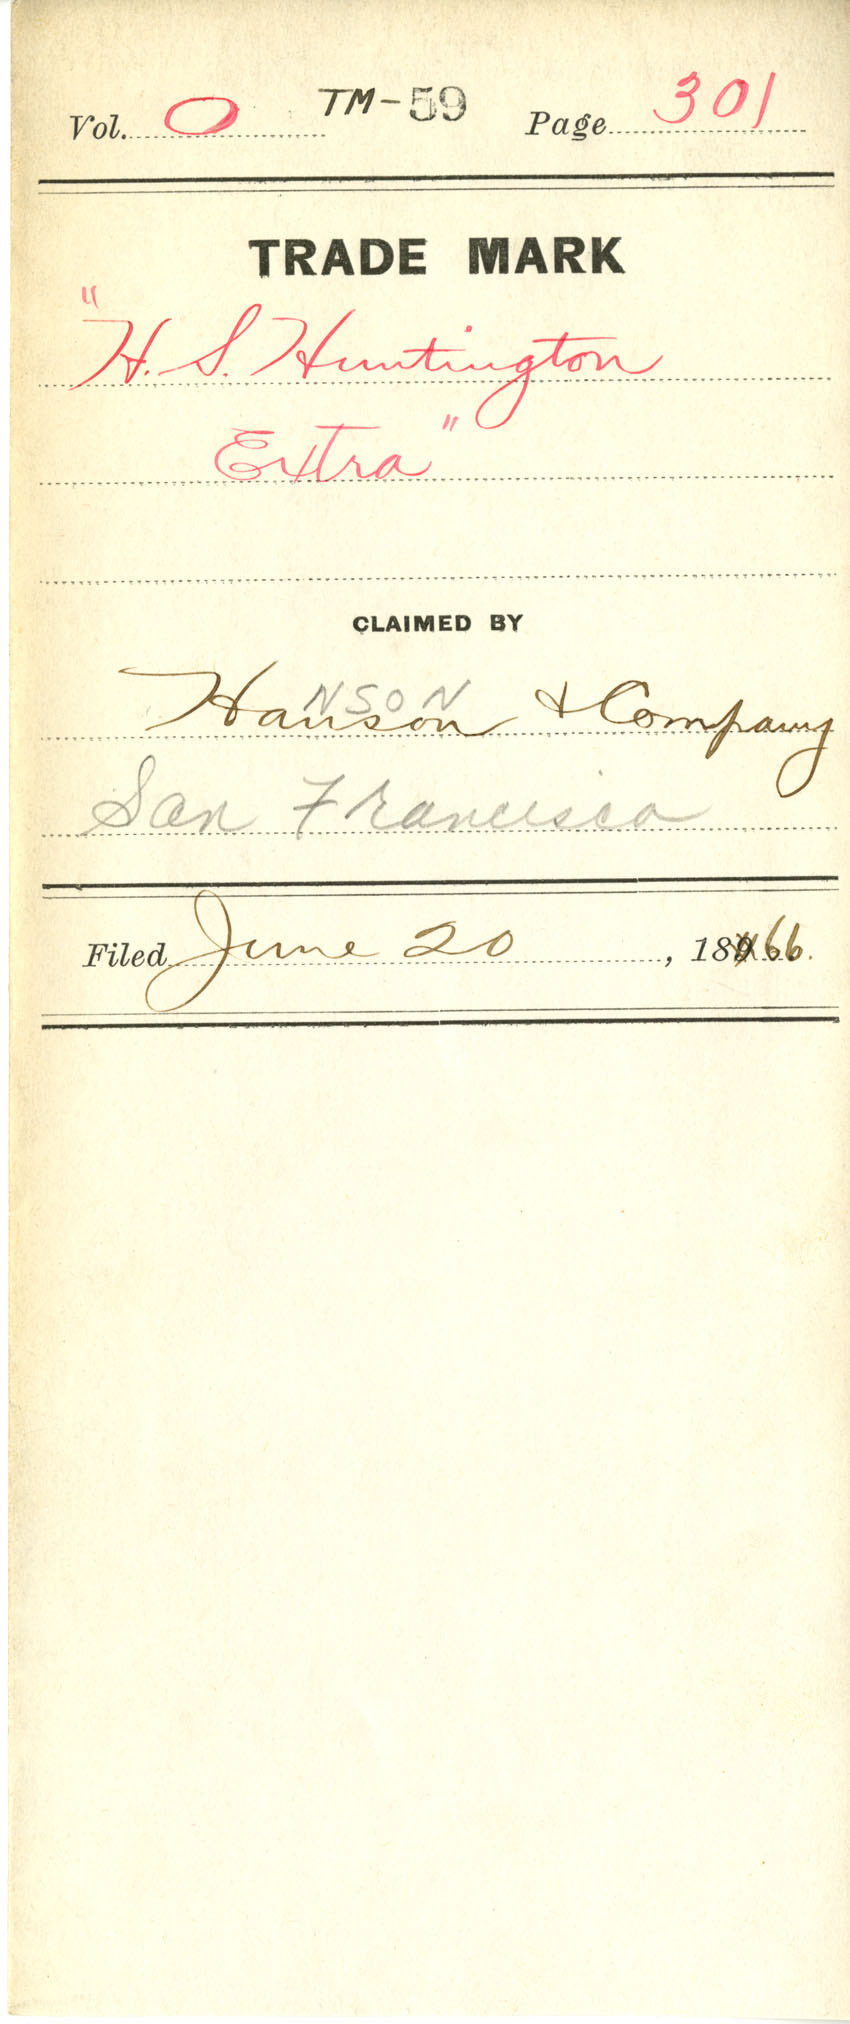 Vol. O TM-59 Page 301
TRADE MARK
"H. S. Huntington
Extra"
CLAIMED BY
NSON
Hanson & Company
San Francisco
Filed June 20, 1866.